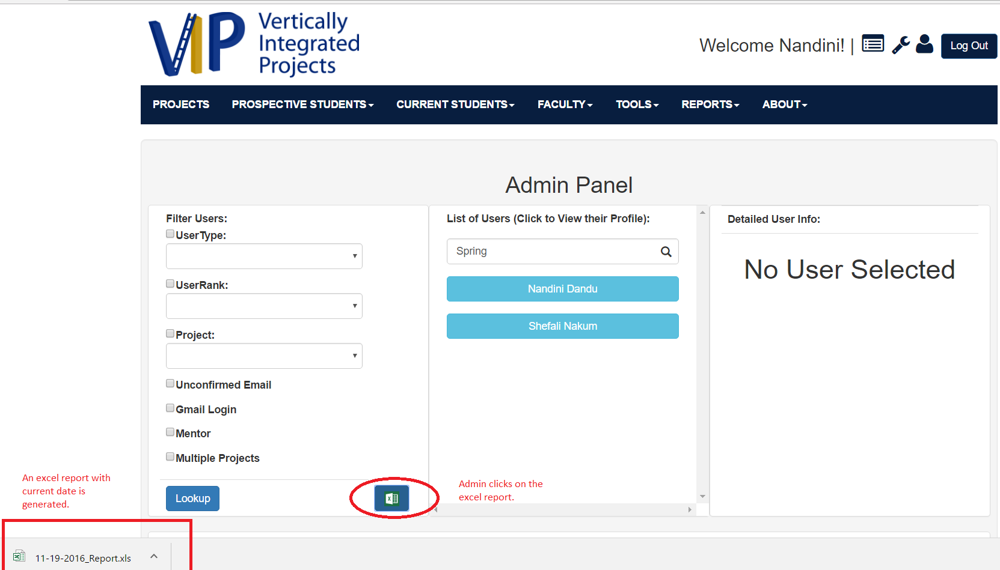 VIP
Vertically
Integrated
Projects
Welcome Nandini! |
Log Out
PROJECTS PROSPECTIVE STUDENTS CURRENT STUDENTS FACULTY TOOLS REPORTS ABOUT
Admin Panel
Filter Users:
UserType:
UserRank:
Project:
Unconfirmed Email
Gmail Login
Mentor
Multiple Projects
Lookup
List of Users (Click to View their Profile):
Spring
Nandini Dandu
Shefali Nakum
Detailed User Info:
No User Selected
An excel report with
current date is
generated.
Admin clicks on the
excel report.
11-19-2016_Report.xls